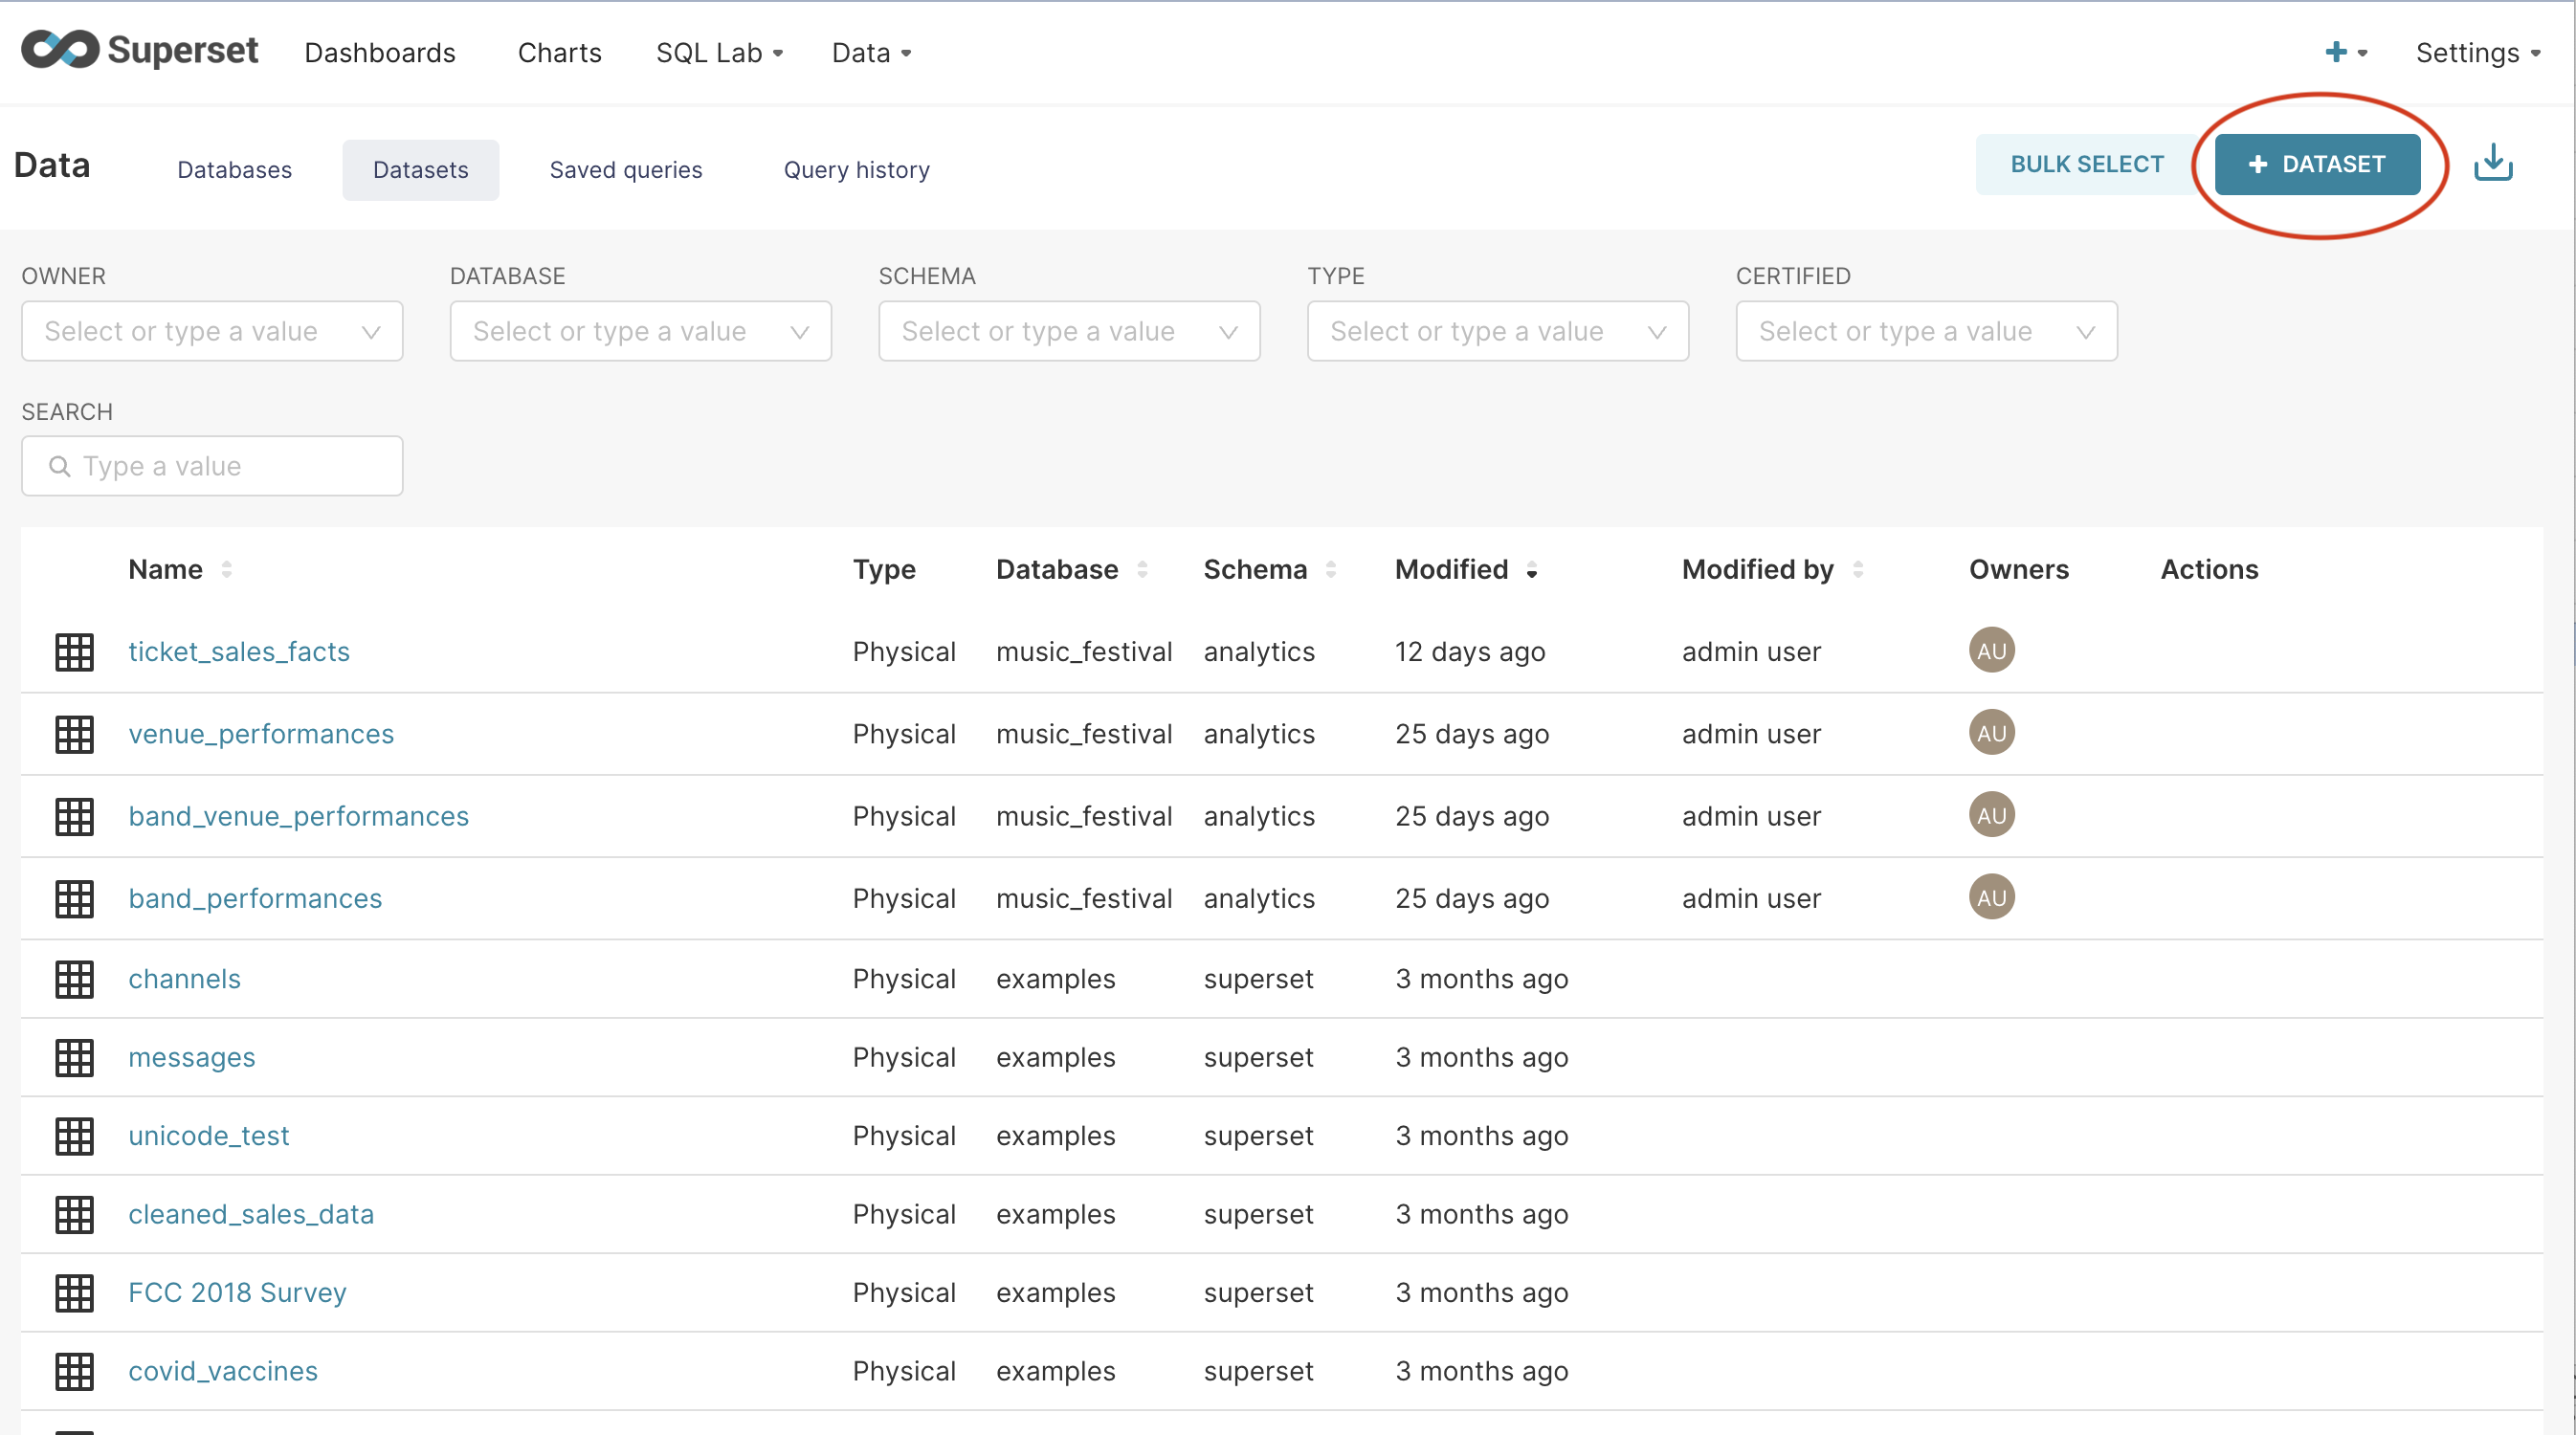 Superset Dashboards Charts SQL Lab Data Settings
Data Databases Datasets Saved queries Query history BULK SELECT + DATASET
OWNER DATABASE SCHEMA TYPE CERTIFIED
Select or type a value Select or type a value Select or type a value Select or type a value Select or type a value
SEARCH
Type a value
Name Type Database Schema Modified Modified by Owners Actions
ticket_sales_facts Physical music_festival analytics 12 days ago admin user AU
venue_performances Physical music_festival analytics 25 days ago admin user AU
band_venue_performances Physical music_festival analytics 25 days ago admin user AU
band_performances Physical music_festival analytics 25 days ago admin user AU
channels Physical examples superset 3 months ago
messages Physical examples superset 3 months ago
unicode_test Physical examples superset 3 months ago
cleaned_sales_data Physical examples superset 3 months ago
FCC 2018 Survey Physical examples superset 3 months ago
covid_vaccines Physical examples superset 3 months ago